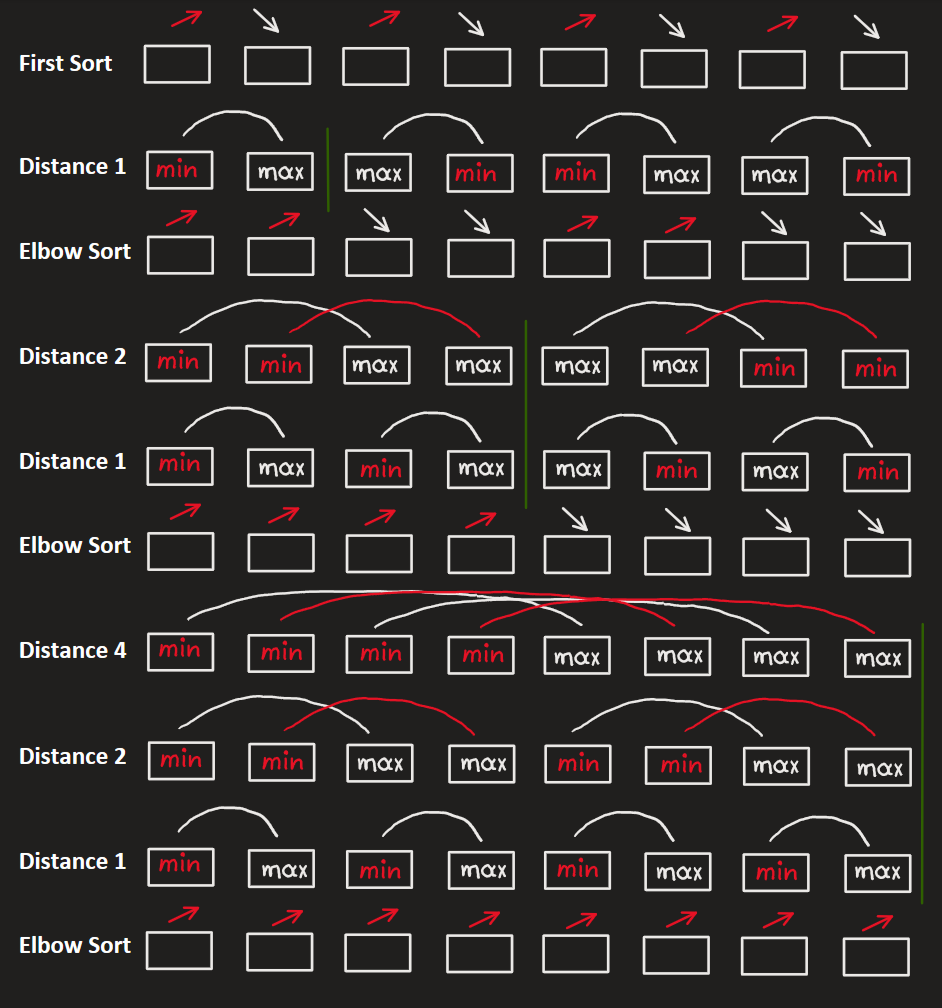 First Sort
Distance 1 min max max min min max max min
Elbow Sort
Distance 2 min min max max max max min min
Distance 1 min max min max max min max min
Elbow Sort
Distance 4 min min min min max max max max
Distance 2 min min max max min min max max
Distance 1 min max min max min max min max
Elbow Sort